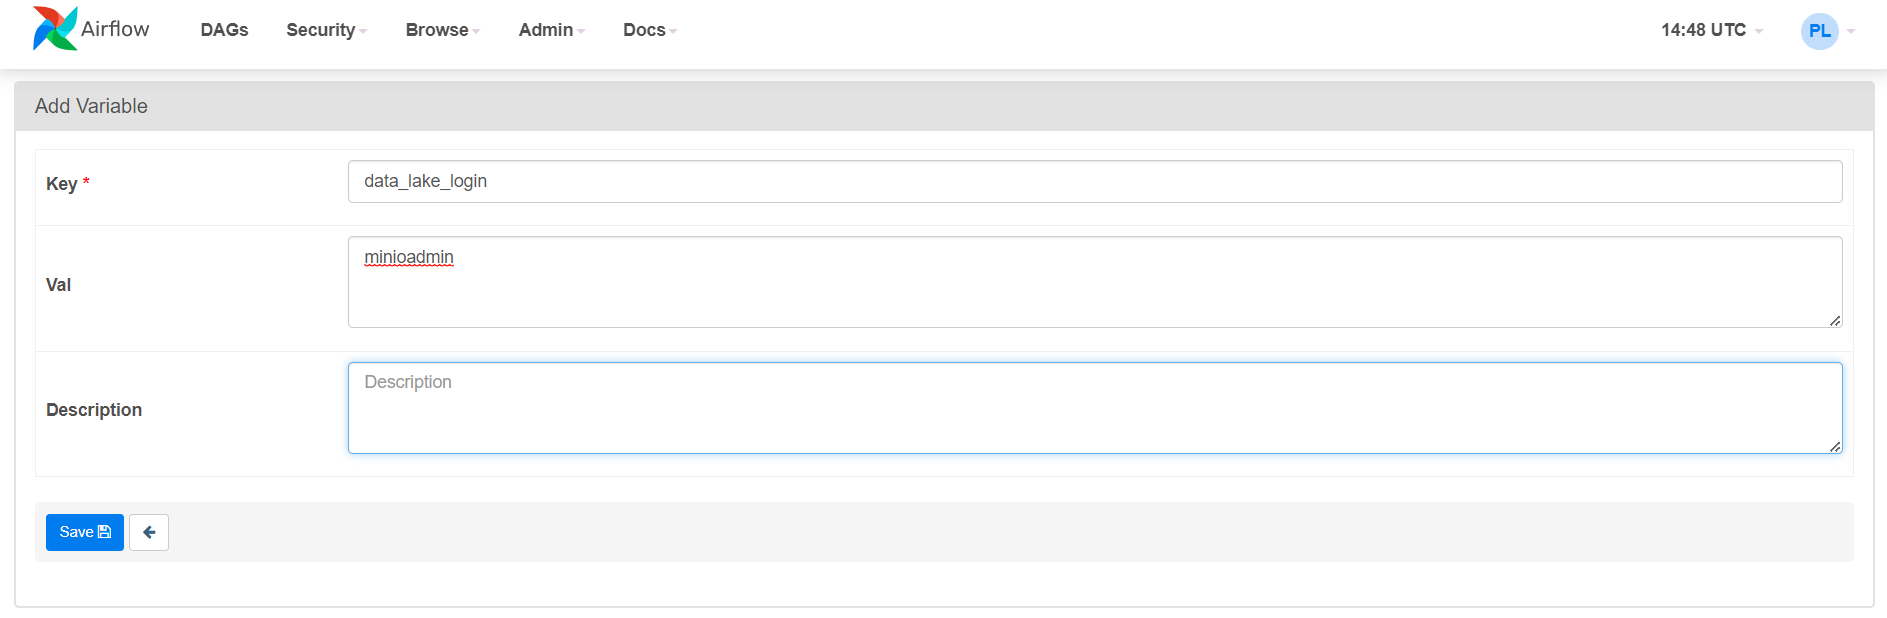 Airflow DAGs Security Browse Admin Docs 14:48 UTC PL
Add Variable
Key * data_lake_login
Val minioadmin
Description Description
Save